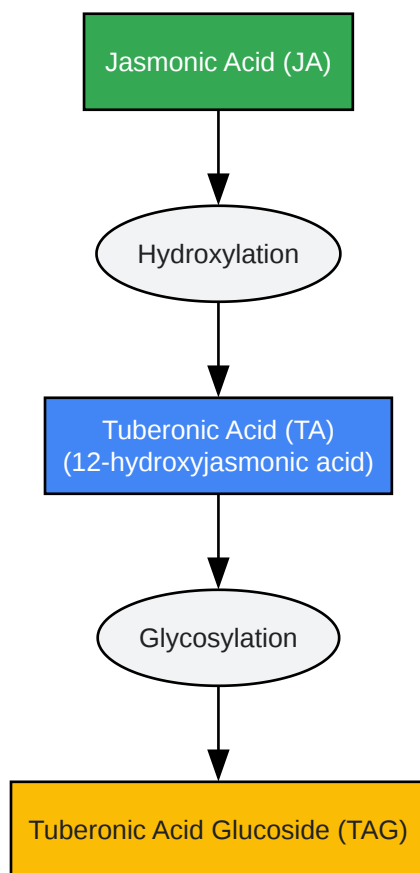 Jasmonic Acid (JA)
Hydroxylation
Tuberonic Acid (TA)
(12-hydroxyjasmonic acid)
Glycosylation
Tuberonic Acid Glucoside (TAG)